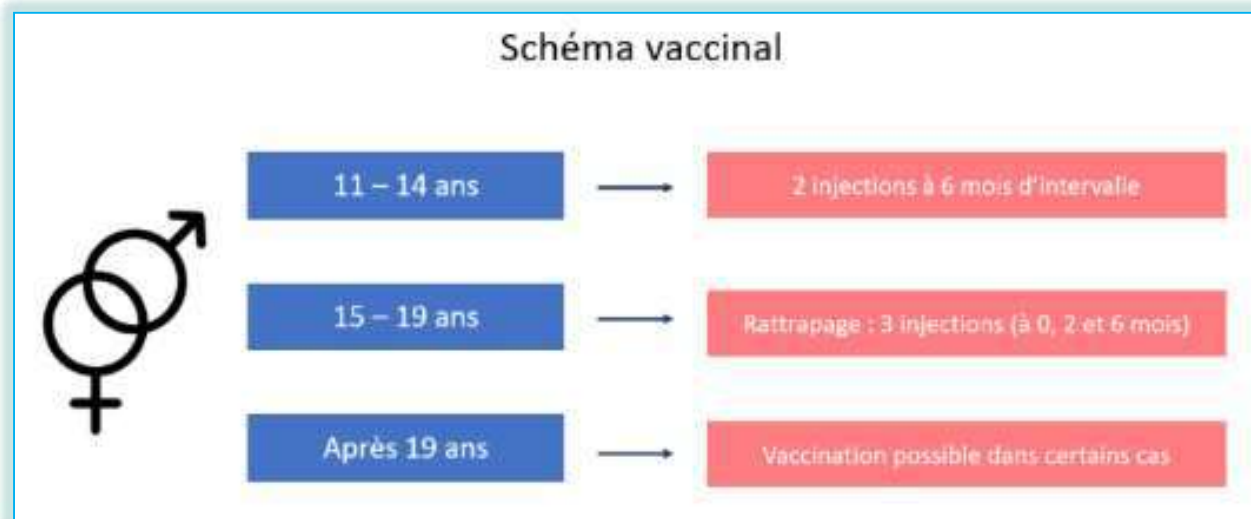 Schéma vaccinal
11 – 14 ans
2 injections à 6 mois d'intervalle
15 – 19 ans
Rattrapage : 3 injections (à 0, 2 et 6 mois)
Après 19 ans
Vaccination possible dans certains cas